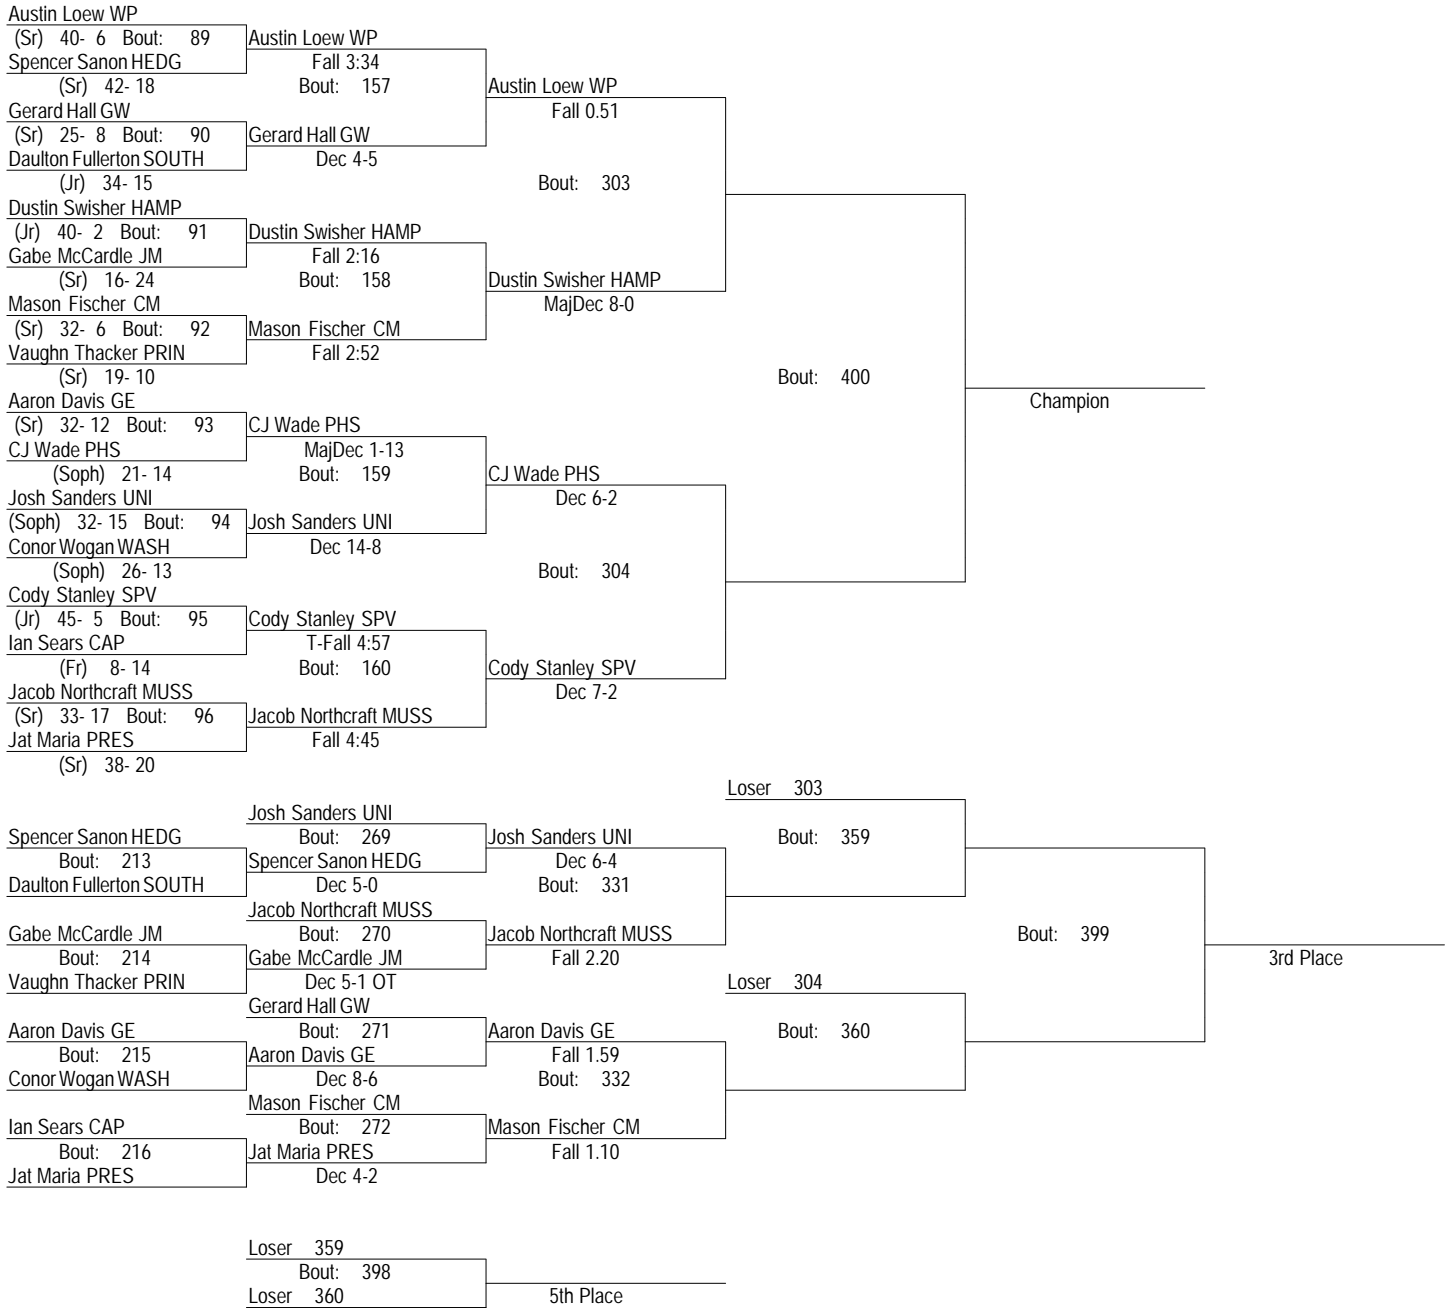 Austin Loew WP
(Sr) 40- 6 Bout: 89 Austin Loew WP
Spencer Sanon HEDG Fall 3:34
(Sr) 42- 18 Bout: 157 Austin Loew WP
Gerard Hall GW Fall 0.51
(Sr) 25- 8 Bout: 90 Gerard Hall GW
Daulton Fullerton SOUTH Dec 4-5
(Jr) 34- 15 Bout: 303
Dustin Swisher HAMP
(Jr) 40- 2 Bout: 91 Dustin Swisher HAMP
Gabe McCardle JM Fall 2:16
(Sr) 16- 24 Bout: 158 Dustin Swisher HAMP
Mason Fischer CM MajDec 8-0
(Sr) 32- 6 Bout: 92 Mason Fischer CM
Vaughn Thacker PRIN Fall 2:52
(Sr) 19- 10 Bout: 400
Aaron Davis GE Champion
(Sr) 32- 12 Bout: 93 CJ Wade PHS
CJ Wade PHS MajDec 1-13
(Soph) 21- 14 Bout: 159 CJ Wade PHS
Josh Sanders UNI Dec 6-2
(Soph) 32- 15 Bout: 94 Josh Sanders UNI
Conor Wogan WASH Dec 14-8
(Soph) 26- 13 Bout: 304
Cody Stanley SPV
(Jr) 45- 5 Bout: 95 Cody Stanley SPV
Ian Sears CAP T-Fall 4:57
(Fr) 8- 14 Bout: 160 Cody Stanley SPV
Jacob Northcraft MUSS Dec 7-2
(Sr) 33- 17 Bout: 96 Jacob Northcraft MUSS
Jat Maria PRES Fall 4:45
(Sr) 38- 20
Loser 303
Josh Sanders UNI
Spencer Sanon HEDG Bout: 269 Josh Sanders UNI Bout: 359
Bout: 213 Spencer Sanon HEDG Dec 6-4
Daulton Fullerton SOUTH Dec 5-0 Bout: 331
Jacob Northcraft MUSS
Gabe McCardle JM Bout: 270 Jacob Northcraft MUSS Bout: 399
Bout: 214 Gabe McCardle JM Fall 2.20 3rd Place
Vaughn Thacker PRIN Dec 5-1 OT Loser 304
Gerard Hall GW
Aaron Davis GE Bout: 271 Aaron Davis GE Bout: 360
Bout: 215 Aaron Davis GE Fall 1.59
Conor Wogan WASH Dec 8-6 Bout: 332
Mason Fischer CM
Ian Sears CAP Bout: 272 Mason Fischer CM
Bout: 216 Jat Maria PRES Fall 1.10
Jat Maria PRES Dec 4-2
Loser 359
Bout: 398
Loser 360 5th Place